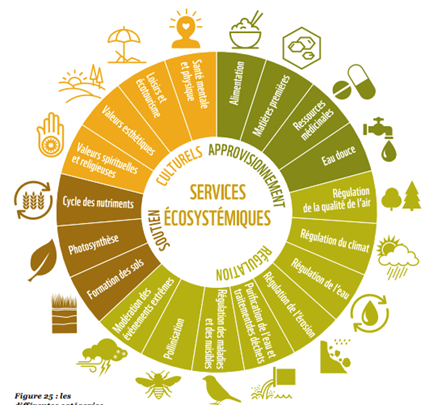 SERVICES
ÉCOSYSTÉMIQUES
APPROVISIONNEMENT
Alimentation
Matières premières
Ressources
médicinales
Eau douce
RÉGULATION
Régulation
de la qualité de l'air
Régulation du climat
Régulation de l'eau
Régulation de l'érosion
Purification de l'eau et
traitement des déchets
Régulation des maladies
et des nuisibles
Pollinisation
Modération des
événements extrêmes
SOUTIEN
Formation des sols
Photosynthèse
Cycle des nutriments
CULTURELS
Valeurs spirituelles
et religieuses
Valeurs esthétiques
Loisirs et
écotourisme
Santé mentale
et physique
Figure 25 : les